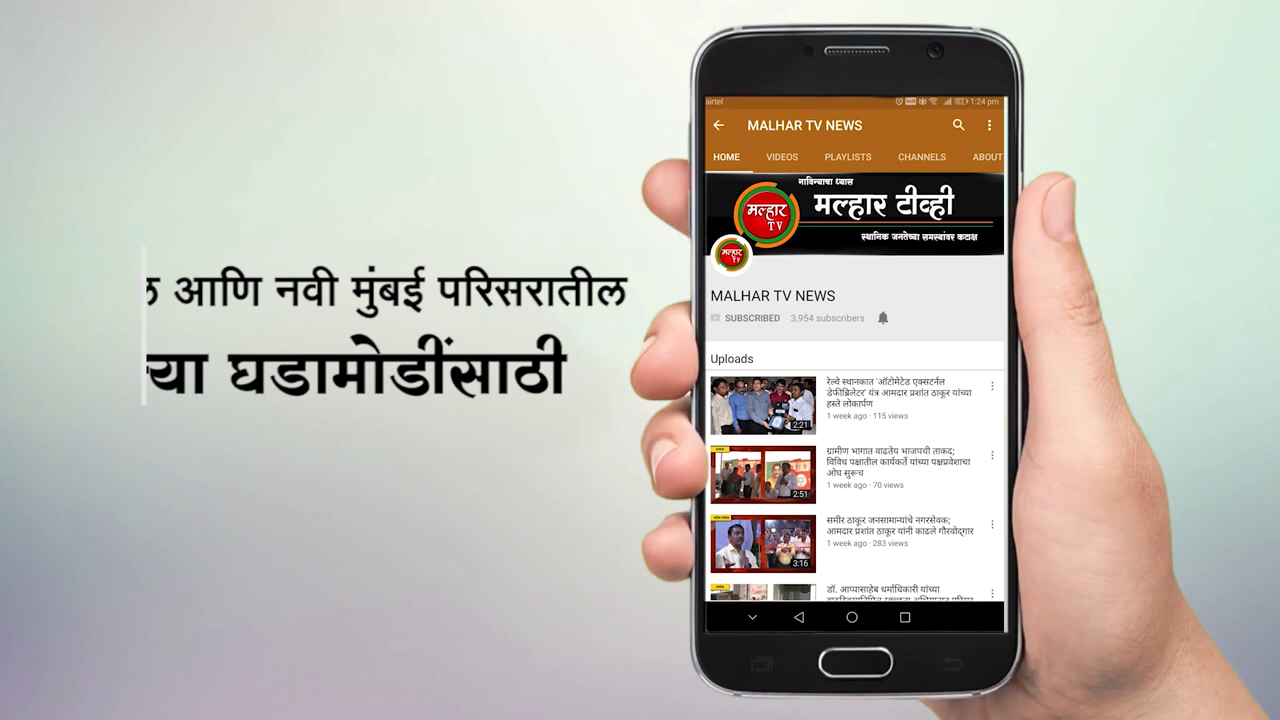 आणि नवी मुंबई परिसरातील
घडामोडींसाठी
airtel
1:24 pm
MALHAR TV NEWS
HOME VIDEOS PLAYLISTS CHANNELS ABOUT
नाविन्याचा ध्यास
मल्हार टीव्ही
मल्हार
TV
स्थानिक जनतेच्या समस्यांवर कटाक्ष
मल्हार
TV
MALHAR TV NEWS
SUBSCRIBED 3,954 subscribers
Uploads
रेल्वे स्थानकात 'ऑटोमेटेड एक्सटर्नल
डेफीब्रिलेटर' यंत्र आमदार प्रशांत ठाकूर यांच्या
हस्ते लोकार्पण
1 week ago · 115 views
2:21
ग्रामीण भागात वाढतेय भाजपची ताकद;
विविध पक्षातील कार्यकर्ते यांच्या पक्षप्रवेशाचा
ओघ सुरूच
1 week ago · 70 views
2:51
समीर ठाकूर जनसामान्यांचे नगरसेवक;
आमदार प्रशांत ठाकूर यांनी काढले गौरवोद्गार
1 week ago · 283 views
3:16
डॉ. आप्पासाहेब धर्माधिकारी यांच्या